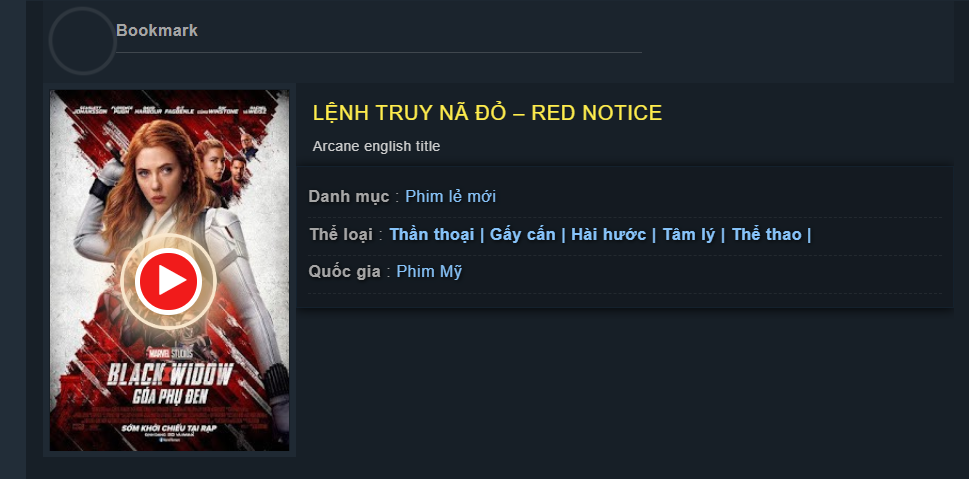 Bookmark
LỆNH TRUY NÃ ĐỎ – RED NOTICE
Arcane english title
Danh mục : Phim lẻ mới
Thể loại : Thần thoại | Gấy cấn | Hài hước | Tâm lý | Thể thao |
Quốc gia : Phim Mỹ
SCARLETT JOHANSSON FLORENCE PUGH DAVID HARBOUR O-T FAGBENLE WINSTONE RACHEL WEISZ
MARVEL STUDIOS
BLACK WIDOW
GÓA PHỤ ĐEN
SỚM KHỞI CHIẾU TẠI RẠP